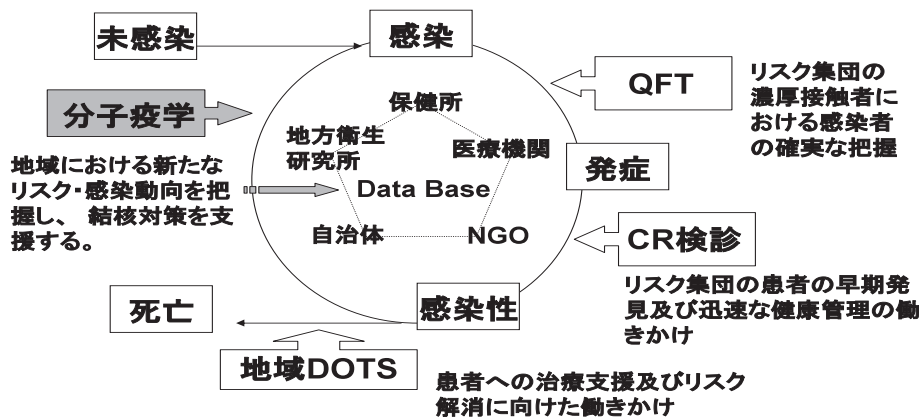 未感染
感染
分子疫学
地域における新たな
リスク・感染動向を把
握し、 結核対策を支
援する。
保健所
地方衛生
研究所
医療機関
Data Base
自治体
NGO
QFT
リスク集団の
濃厚接触者に
おける感染者
の確実な把握
発症
CR検診
リスク集団の患者の早期発
見及び迅速な健康管理の働
きかけ
感染性
死亡
地域DOTS
患者への治療支援及びリスク
解消に向けた働きかけ